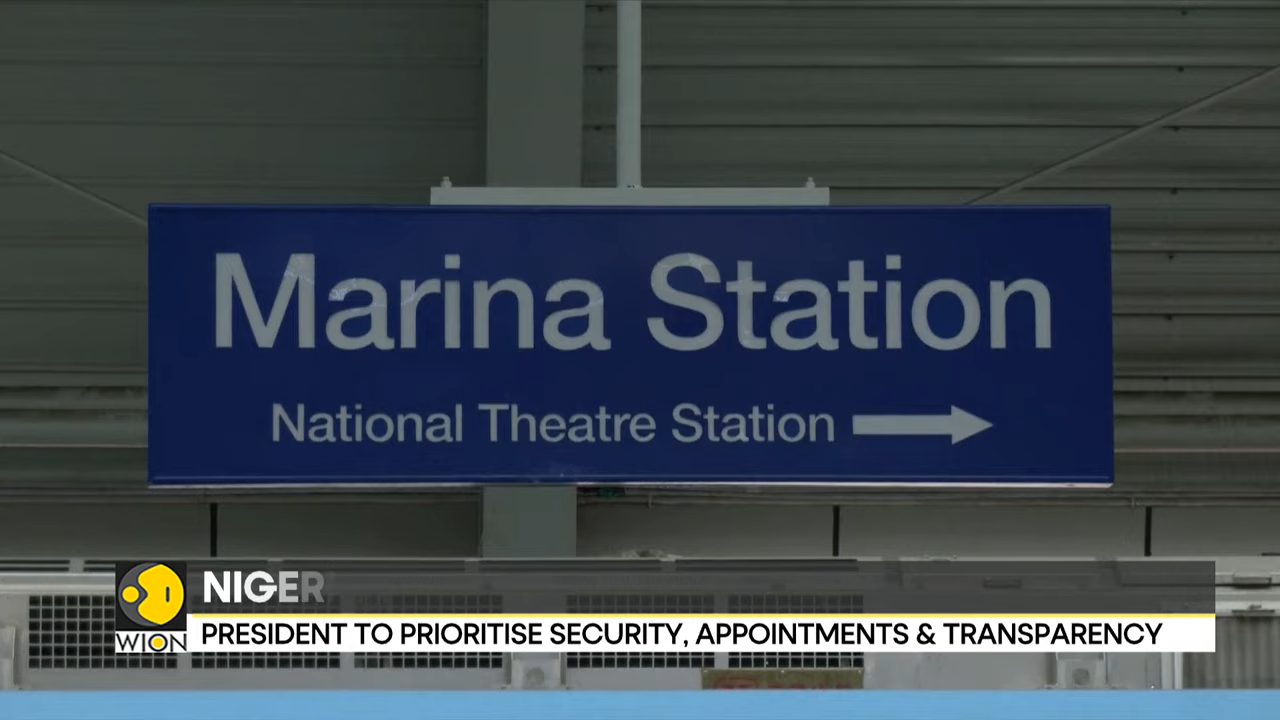 Marina Station
National Theatre Station
NIGER
PRESIDENT TO PRIORITISE SECURITY, APPOINTMENTS & TRANSPARENCY
WION